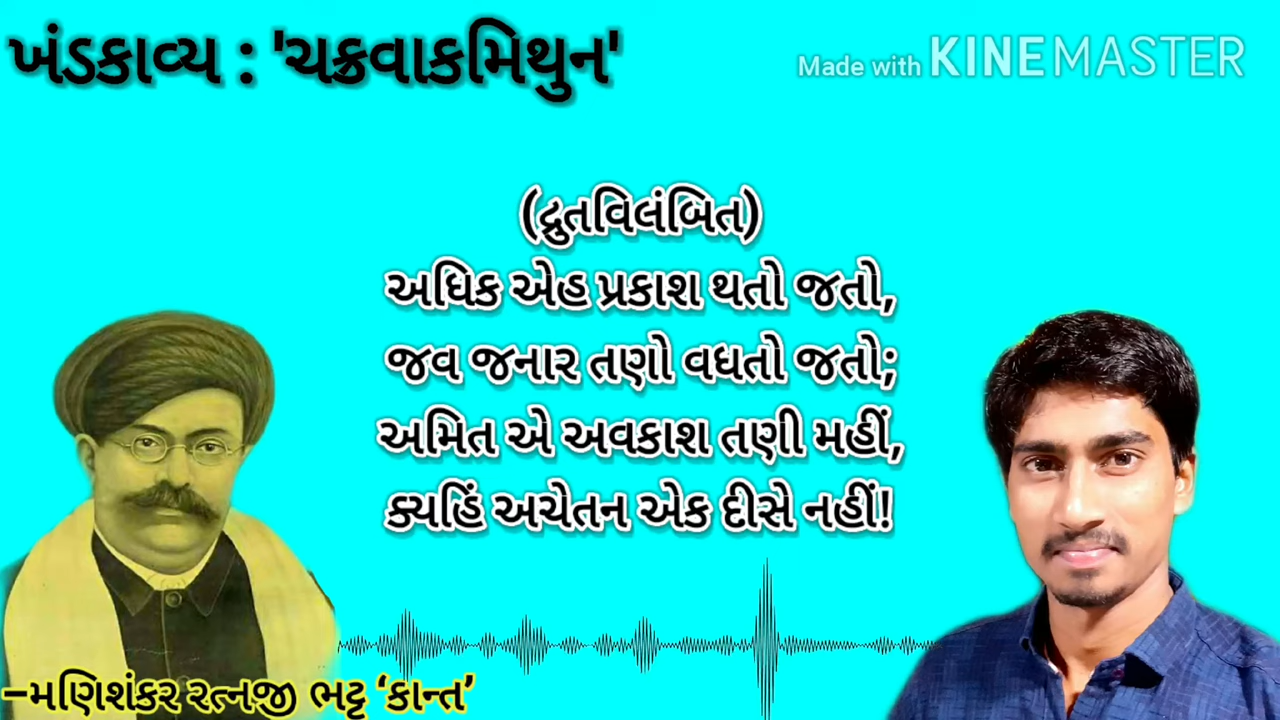 ખંડકાવ્ય : 'ચક્રવાકમિથુન'
Made with KINEMASTER
(દ્રુતવિલંબિત)
અધિક એહ પ્રકાશ થતો જતો,
જવ જનાર તણો વધતો જતો;
અમિત એ અવકાશ તણી મહીં,
ક્યહિં અચેતન એક દીસે નહીં!
–મણિશંકર રત્નજી ભટ્ટ ‘કાન્ત’